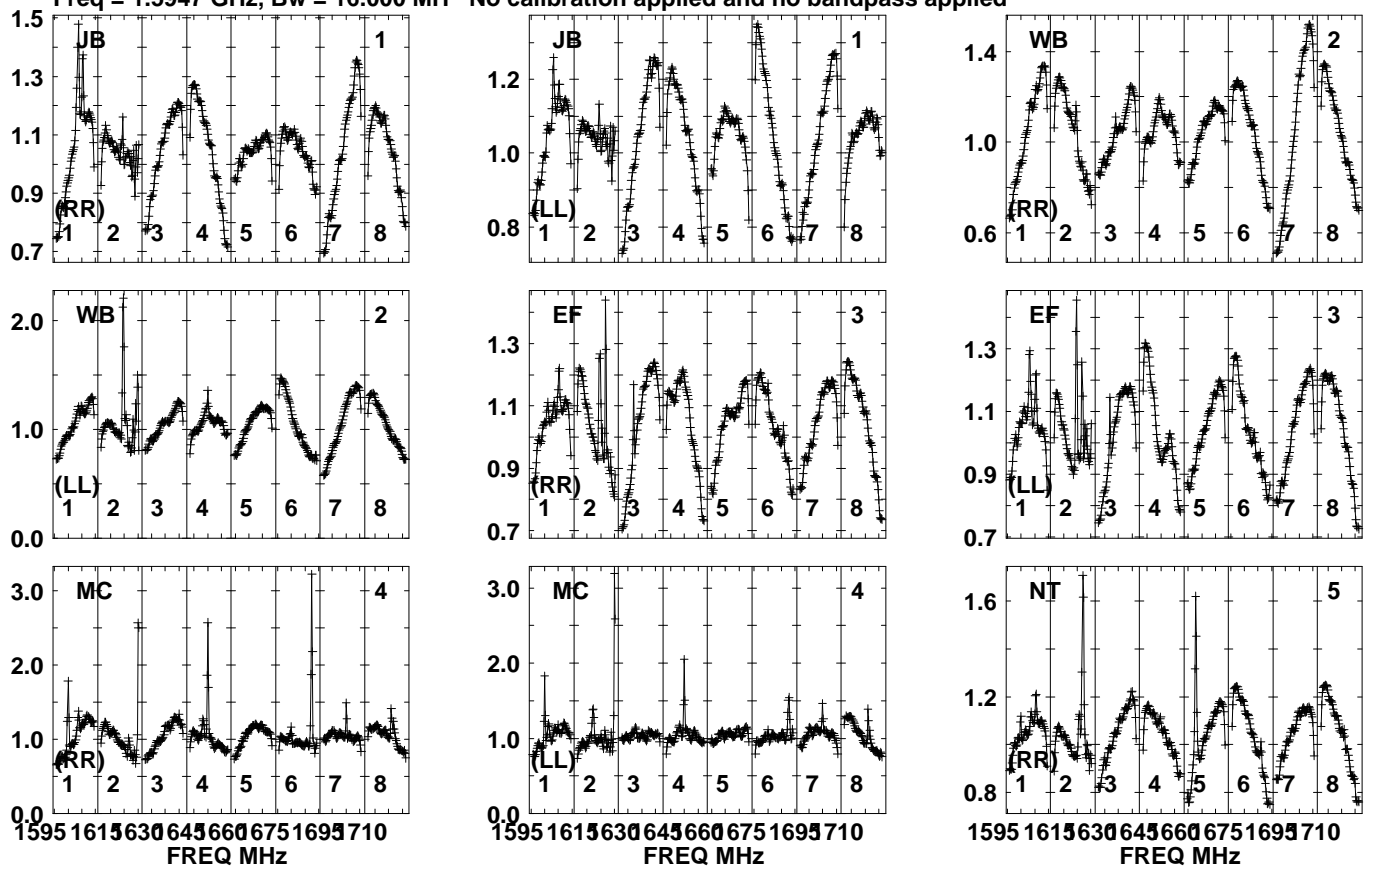 Freq = 1.5947 GHz, Bw = 16.000 MH No calibration applied and no bandpass applied
1.5
1.3
1.1
0.9
0.7
JB 1
(RR)
1 2 3 4 5 6 7 8
1.2
1.0
0.8
JB 1
(LL)
1 2 3 4 5 6 7 8
1.4
1.0
0.6
WB 2
(RR)
1 2 3 4 5 6 7 8
2.0
1.0
0.0
WB 2
(LL)
1 2 3 4 5 6 7 8
1.3
1.1
0.9
0.7
EF 3
(RR)
1 2 3 4 5 6 7 8
1.3
1.1
0.9
0.7
EF 3
(LL)
1 2 3 4 5 6 7 8
3.0
2.0
1.0
0.0
MC 4
(RR)
1 2 3 4 5 6 7 8
1595 1615 1630 1645 1660 1675 1695 1710
FREQ MHz
3.0
2.0
1.0
0.0
MC 4
(LL)
1 2 3 4 5 6 7 8
1595 1615 1630 1645 1660 1675 1695 1710
FREQ MHz
1.6
1.2
0.8
NT 5
(RR)
1 2 3 4 5 6 7 8
1595 1615 1630 1645 1660 1675 1695 1710
FREQ MHz